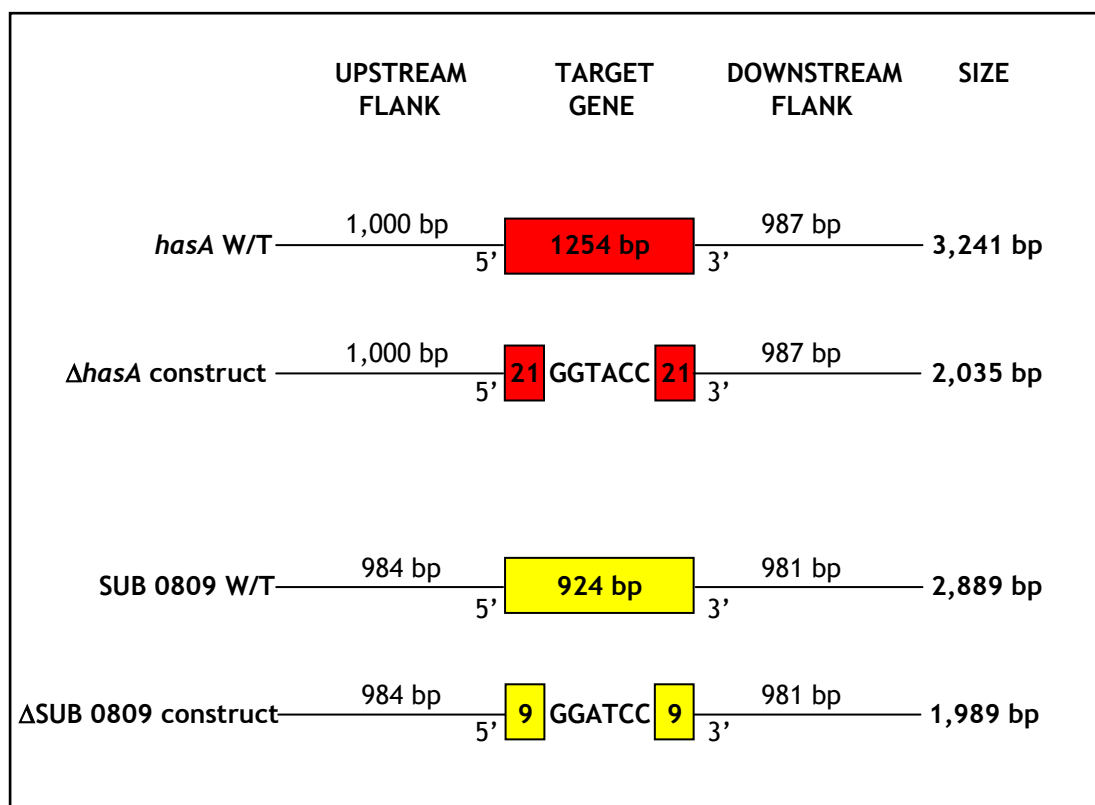 UPSTREAM FLANK TARGET GENE DOWNSTREAM FLANK SIZE
hasA W/T 1,000 bp 5’ 1254 bp 3’ 987 bp 3,241 bp
ΔhasA construct 1,000 bp 5’ 21 GGTACC 21 3’ 987 bp 2,035 bp
SUB 0809 W/T 984 bp 5’ 924 bp 3’ 981 bp 2,889 bp
ΔSUB 0809 construct 984 bp 5’ 9 GGATCC 9 3’ 981 bp 1,989 bp